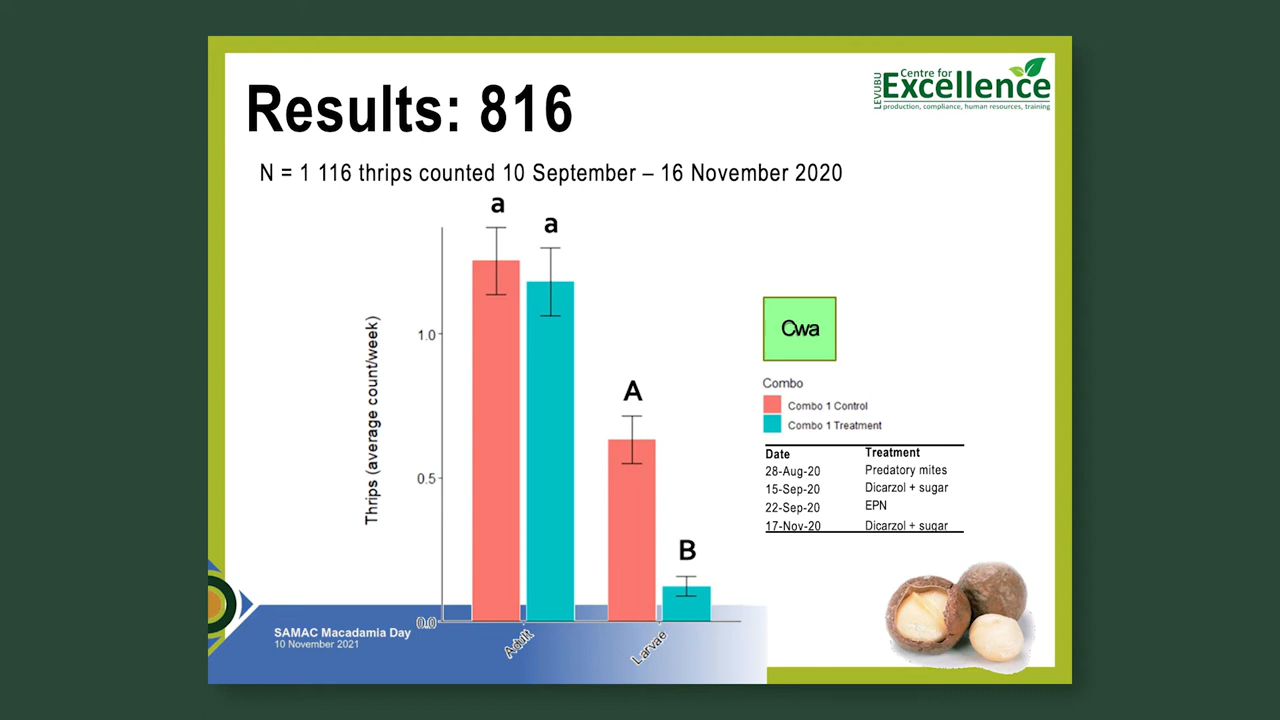 Results: 816
LEVUBU
Centre for
Excellence
production, compliance, human resources, training
N = 1 116 thrips counted 10 September – 16 November 2020
a
a
A
B
Thrips (average count/week)
1.0
0.5
0.0
Adult
Larvae
Cwa
Combo
Combo 1 Control
Combo 1 Treatment
Date Treatment
28-Aug-20 Predatory mites
15-Sep-20 Dicarzol + sugar
22-Sep-20 EPN
17-Nov-20 Dicarzol + sugar
SAMAC Macadamia Day
10 November 2021